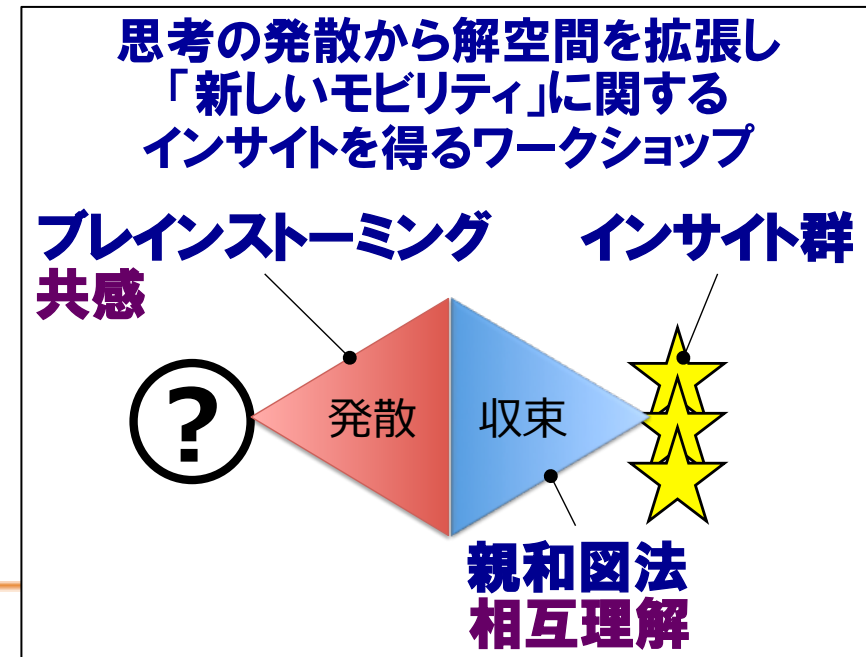 思考の発散から解空間を拡張し
「新しいモビリティ」に関する
インサイトを得るワークショップ
ブレインストーミング
共感
インサイト群
?
発散
収束
親和図法
相互理解